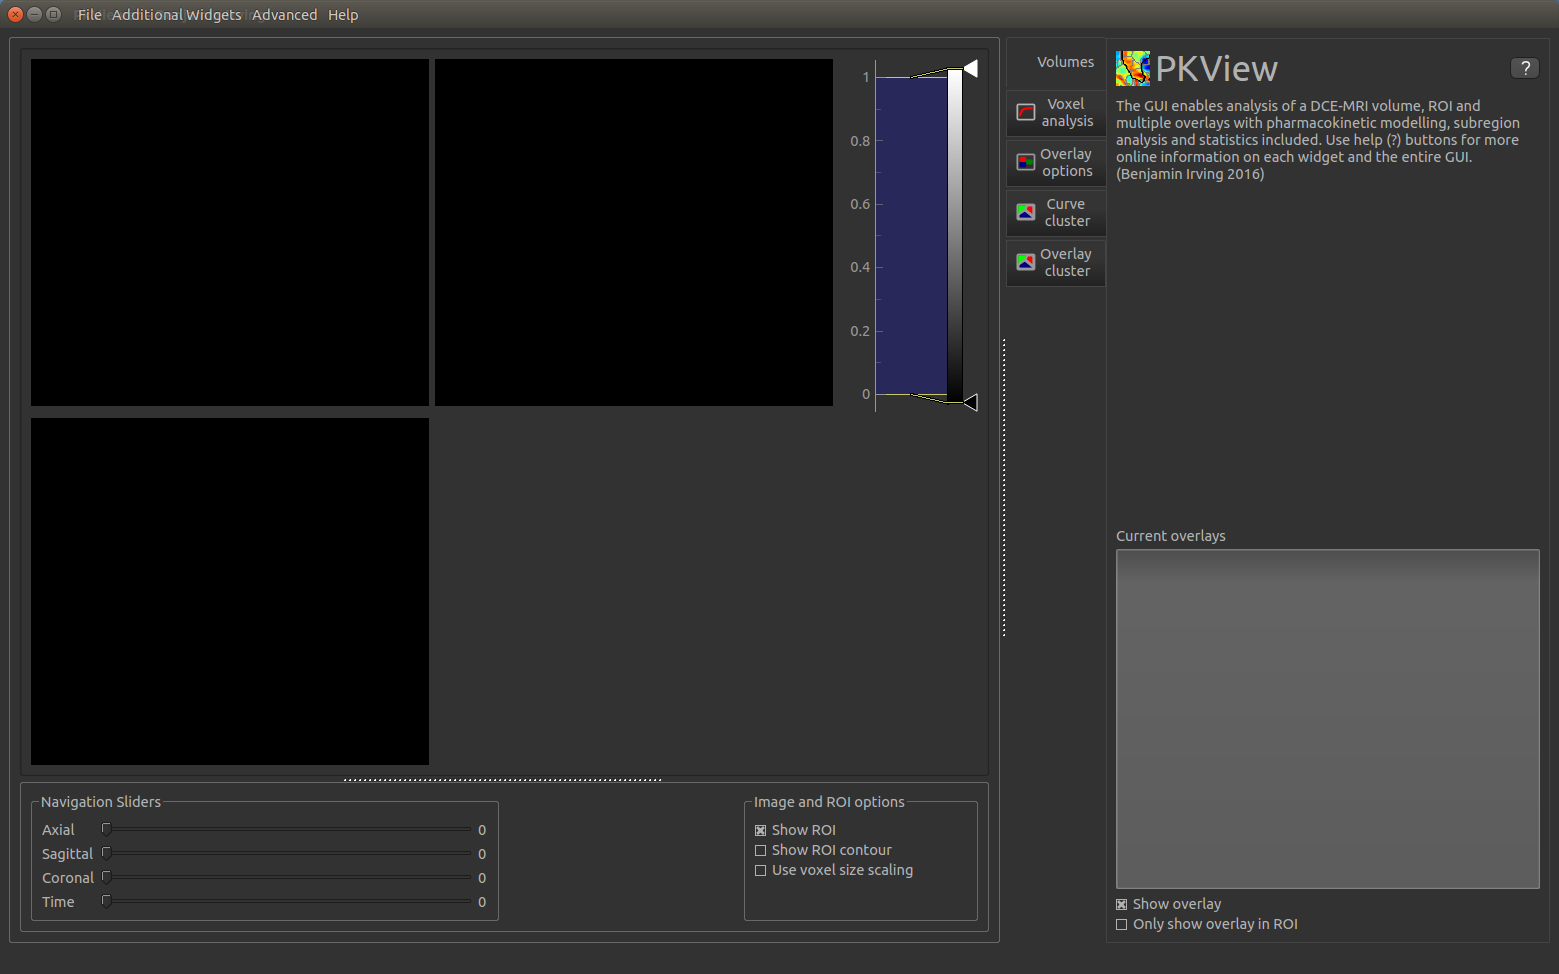 File AdditionalWidgets Advanced Help
1
0.8
0.6
0.4
0.2
0
Navigation Sliders
Axial 0
Sagittal 0
Coronal 0
Time 0
Image and ROI options
Show ROI
Show ROI contour
Use voxel size scaling
Volumes
Voxel
analysis
Overlay
options
Curve
cluster
Overlay
cluster
PKView
?
The GUI enables analysis of a DCE-MRI volume, ROI and
multiple overlays with pharmacokinetic modelling, subregion
analysis and statistics included. Use help (?) buttons for more
online information on each widget and the entire GUI.
(Benjamin Irving 2016)
Current overlays
Show overlay
Only show overlay in ROI